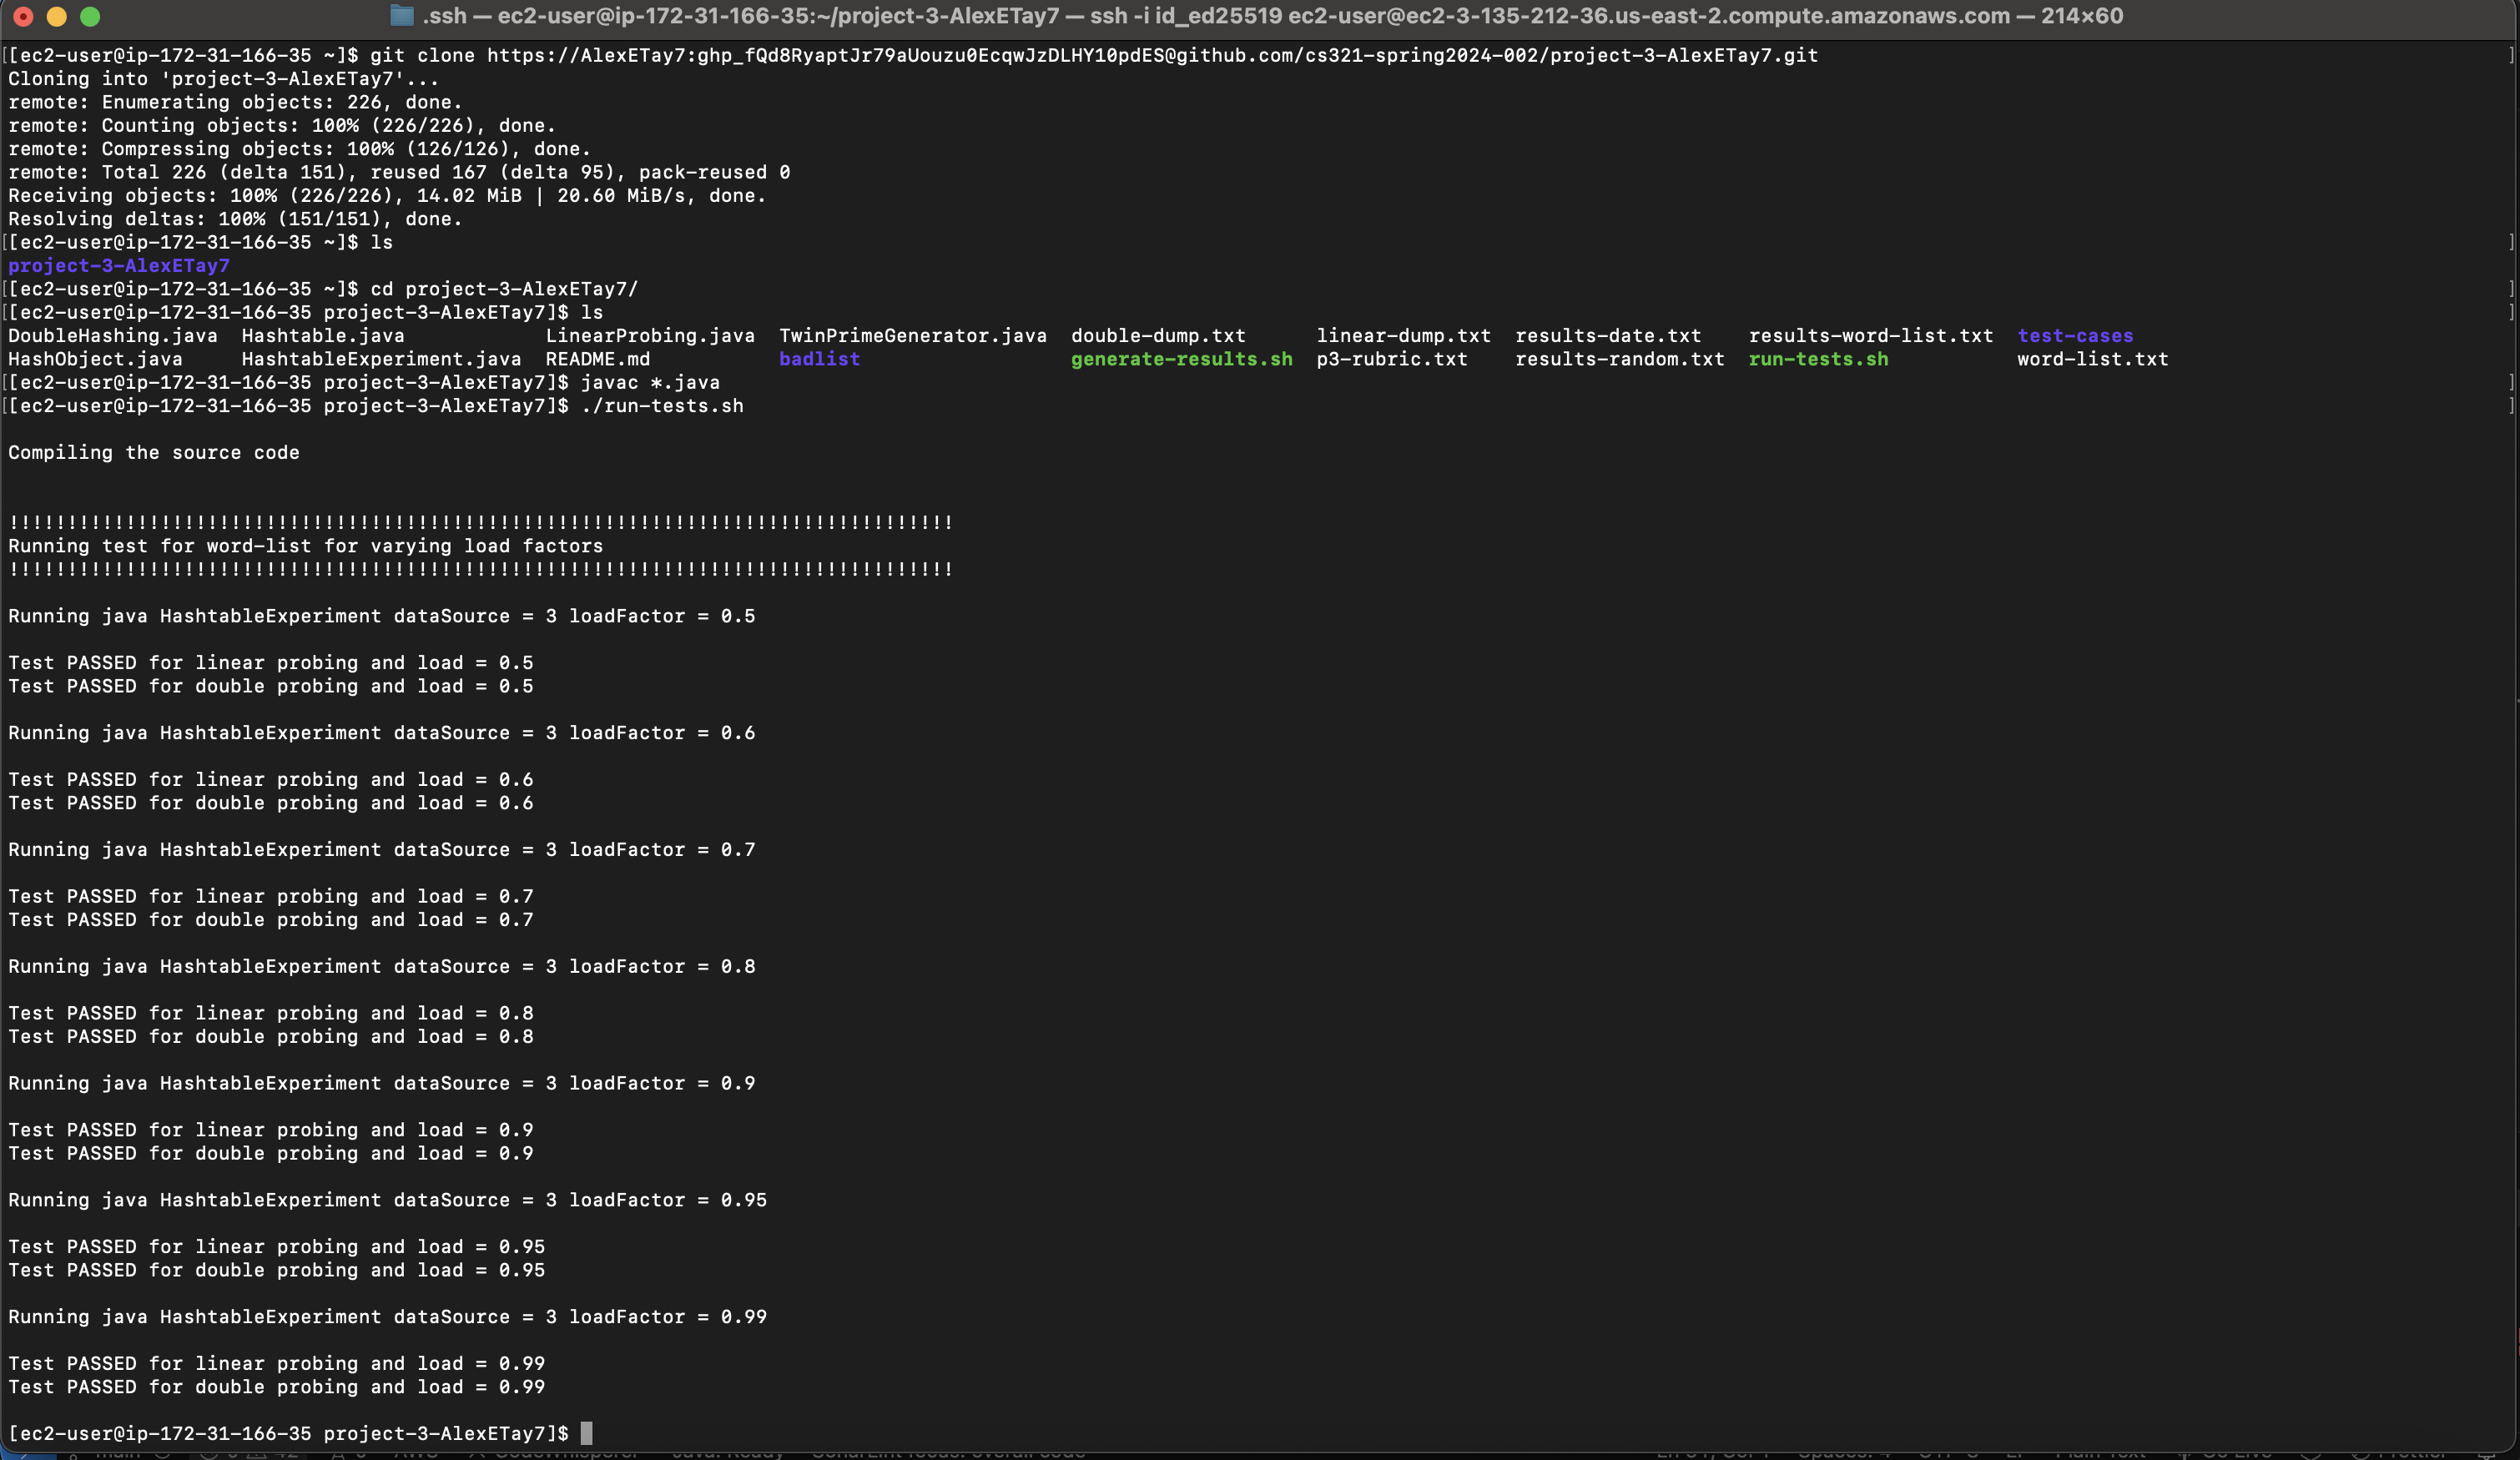 .ssh — ec2-user@ip-172-31-166-35:~/project-3-AlexETay7 — ssh -i id_ed25519 ec2-user@ec2-3-135-212-36.us-east-2.compute.amazonaws.com — 214×60
[[ec2-user@ip-172-31-166-35 ~]$ git clone https://AlexETay7: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@github.com/cs321-spring2024-002/project-3-AlexETay7.git ]
Cloning into 'project-3-AlexETay7'...
remote: Enumerating objects: 226, done.
remote: Counting objects: 100% (226/226), done.
remote: Compressing objects: 100% (126/126), done.
remote: Total 226 (delta 151), reused 167 (delta 95), pack-reused 0
Receiving objects: 100% (226/226), 14.02 MiB | 20.60 MiB/s, done.
Resolving deltas: 100% (151/151), done.
[[ec2-user@ip-172-31-166-35 ~]$ ls ]
project-3-AlexETay7
[[ec2-user@ip-172-31-166-35 ~]$ cd project-3-AlexETay7/ ]
[[ec2-user@ip-172-31-166-35 project-3-AlexETay7]$ ls ]
DoubleHashing.java Hashtable.java LinearProbing.java TwinPrimeGenerator.java double-dump.txt linear-dump.txt results-date.txt results-word-list.txt test-cases
HashObject.java HashtableExperiment.java README.md badlist generate-results.sh p3-rubric.txt results-random.txt run-tests.sh word-list.txt
[[ec2-user@ip-172-31-166-35 project-3-AlexETay7]$ javac *.java ]
[[ec2-user@ip-172-31-166-35 project-3-AlexETay7]$ ./run-tests.sh ]
Compiling the source code
!!!!!!!!!!!!!!!!!!!!!!!!!!!!!!!!!!!!!!!!!!!!!!!!!!!!!!!!!!!!!!!!!!!!!!!!!!!!!!!!!
Running test for word-list for varying load factors
!!!!!!!!!!!!!!!!!!!!!!!!!!!!!!!!!!!!!!!!!!!!!!!!!!!!!!!!!!!!!!!!!!!!!!!!!!!!!!!!!
Running java HashtableExperiment dataSource = 3 loadFactor = 0.5
Test PASSED for linear probing and load = 0.5
Test PASSED for double probing and load = 0.5
Running java HashtableExperiment dataSource = 3 loadFactor = 0.6
Test PASSED for linear probing and load = 0.6
Test PASSED for double probing and load = 0.6
Running java HashtableExperiment dataSource = 3 loadFactor = 0.7
Test PASSED for linear probing and load = 0.7
Test PASSED for double probing and load = 0.7
Running java HashtableExperiment dataSource = 3 loadFactor = 0.8
Test PASSED for linear probing and load = 0.8
Test PASSED for double probing and load = 0.8
Running java HashtableExperiment dataSource = 3 loadFactor = 0.9
Test PASSED for linear probing and load = 0.9
Test PASSED for double probing and load = 0.9
Running java HashtableExperiment dataSource = 3 loadFactor = 0.95
Test PASSED for linear probing and load = 0.95
Test PASSED for double probing and load = 0.95
Running java HashtableExperiment dataSource = 3 loadFactor = 0.99
Test PASSED for linear probing and load = 0.99
Test PASSED for double probing and load = 0.99
[ec2-user@ip-172-31-166-35 project-3-AlexETay7]$